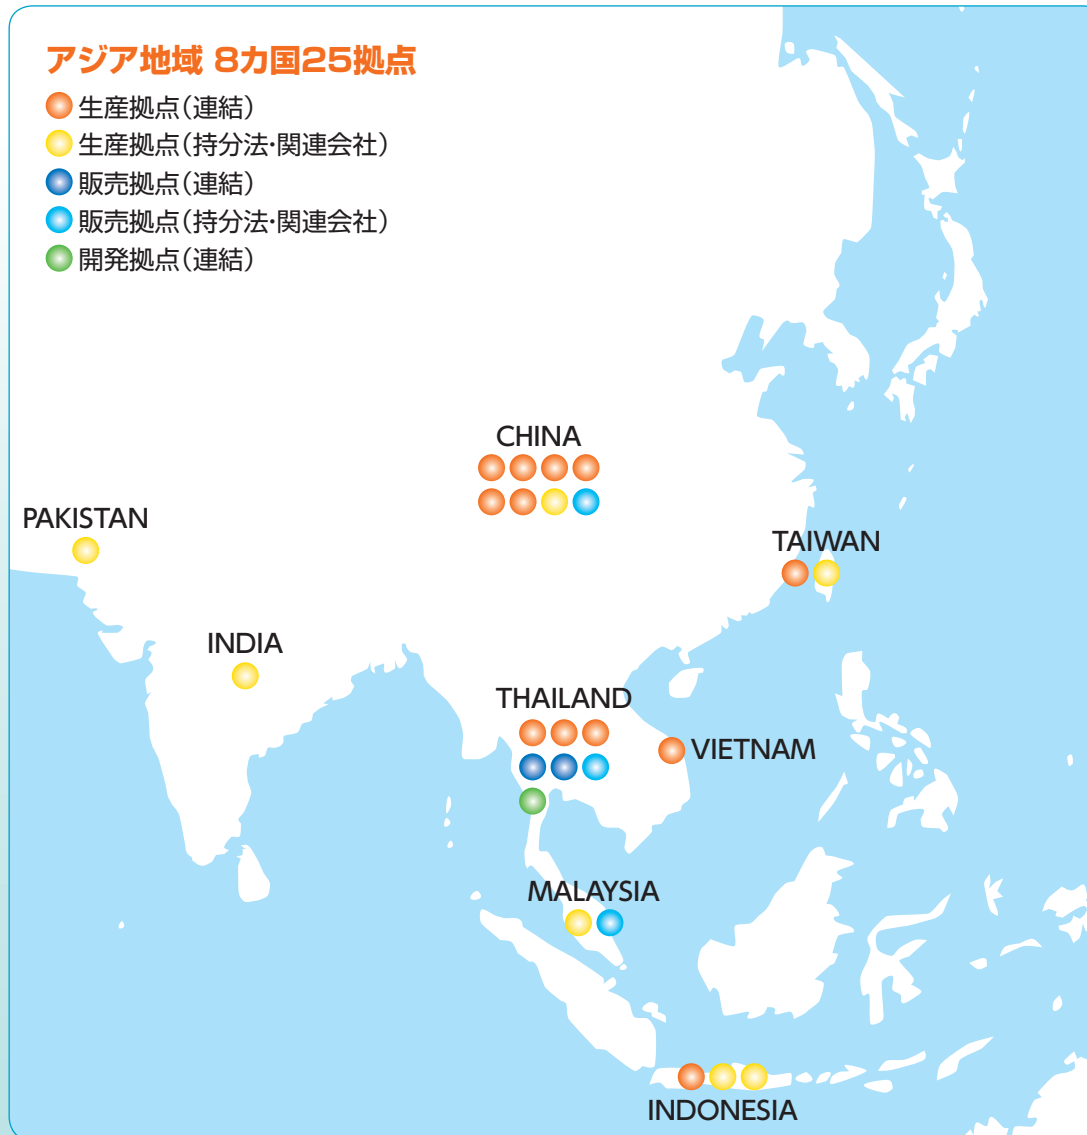 アジア地域 8カ国25拠点
生産拠点(連結)
生産拠点(持分法・関連会社)
販売拠点(連結)
販売拠点(持分法・関連会社)
開発拠点(連結)
CHINA
PAKISTAN
TAIWAN
INDIA
THAILAND
VIETNAM
MALAYSIA
INDONESIA